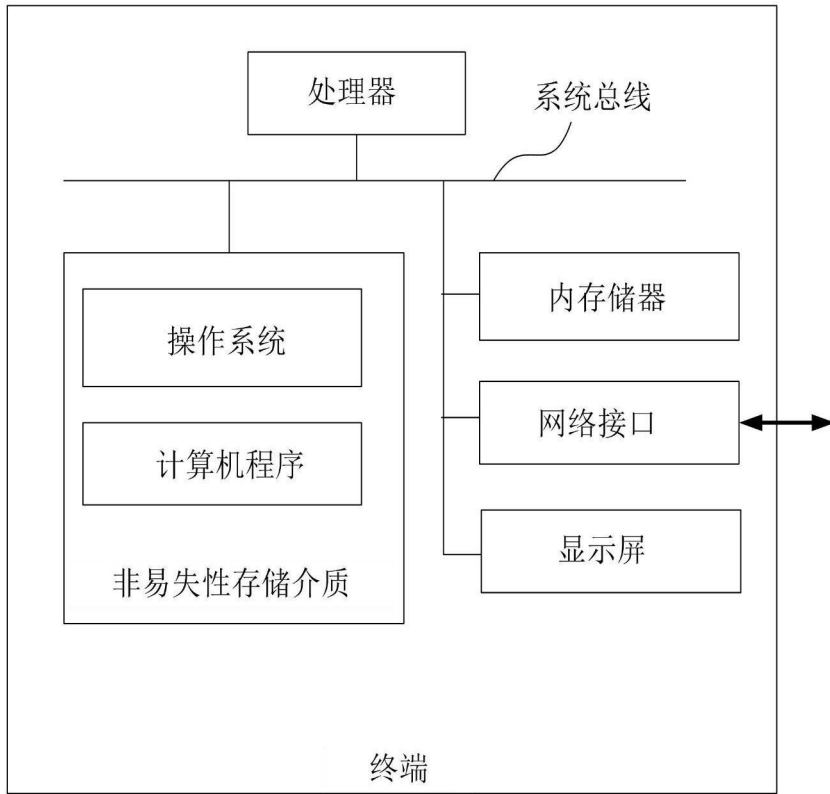 处理器
系统总线
操作系统
计算机程序
非易失性存储介质
内存储器
网络接口
显示屏
终端